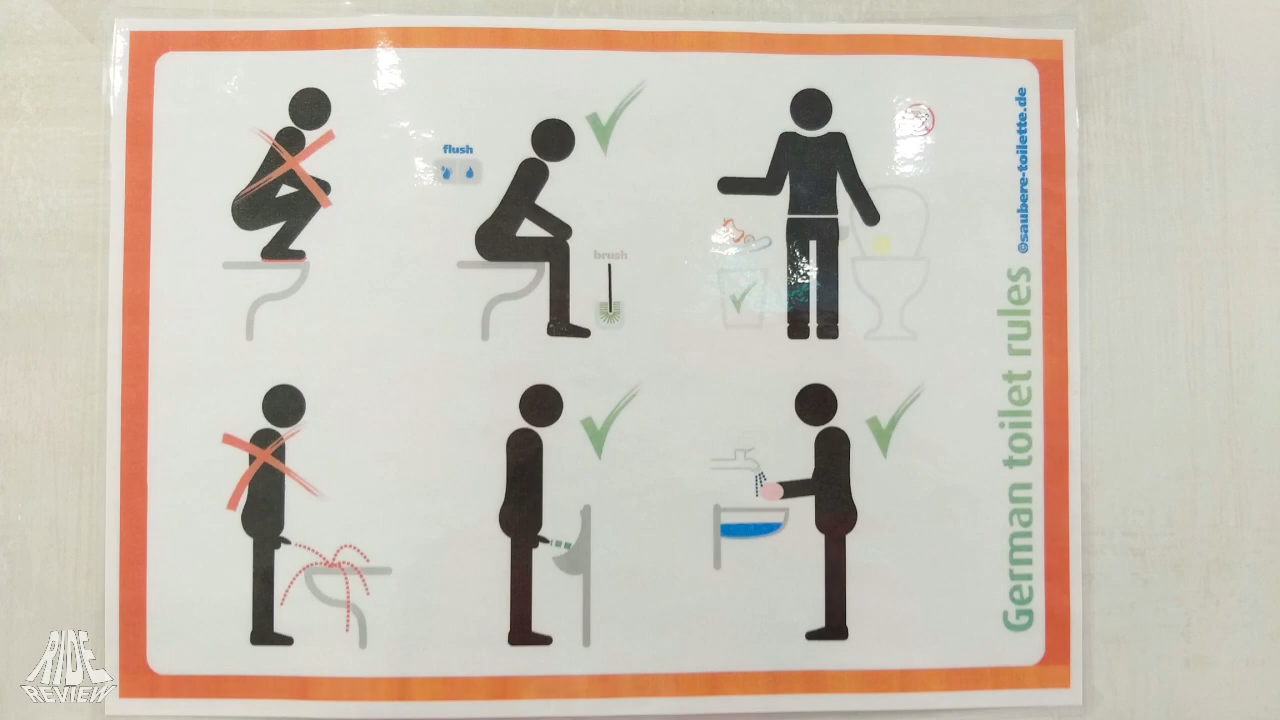 flush
brush
©saubere-toilette.de
German toilet rules
RIDE
REVIEW